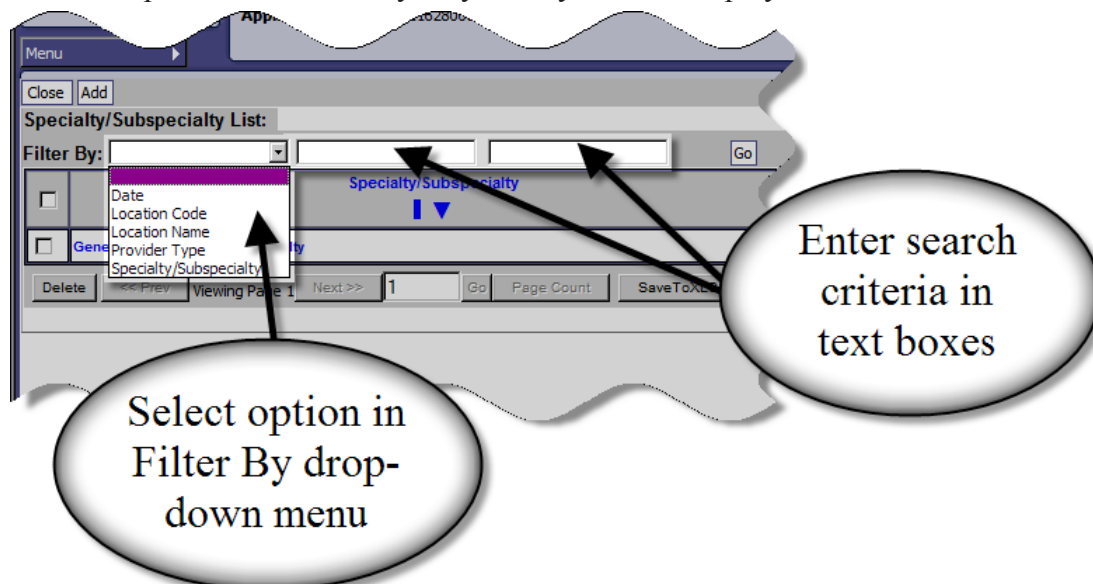 Appl
Menu
Close Add
Specialty/Subspecialty List:
Filter By: Go
Specialty/Subspecialty
Date
Location Code
Location Name
Provider Type
Specialty/Subspecialty
Delete << Prev Viewing Page 1 Next >> 1 Go Page Count SaveToXLS
Enter search
criteria in
text boxes
Select option in
Filter By drop-
down menu